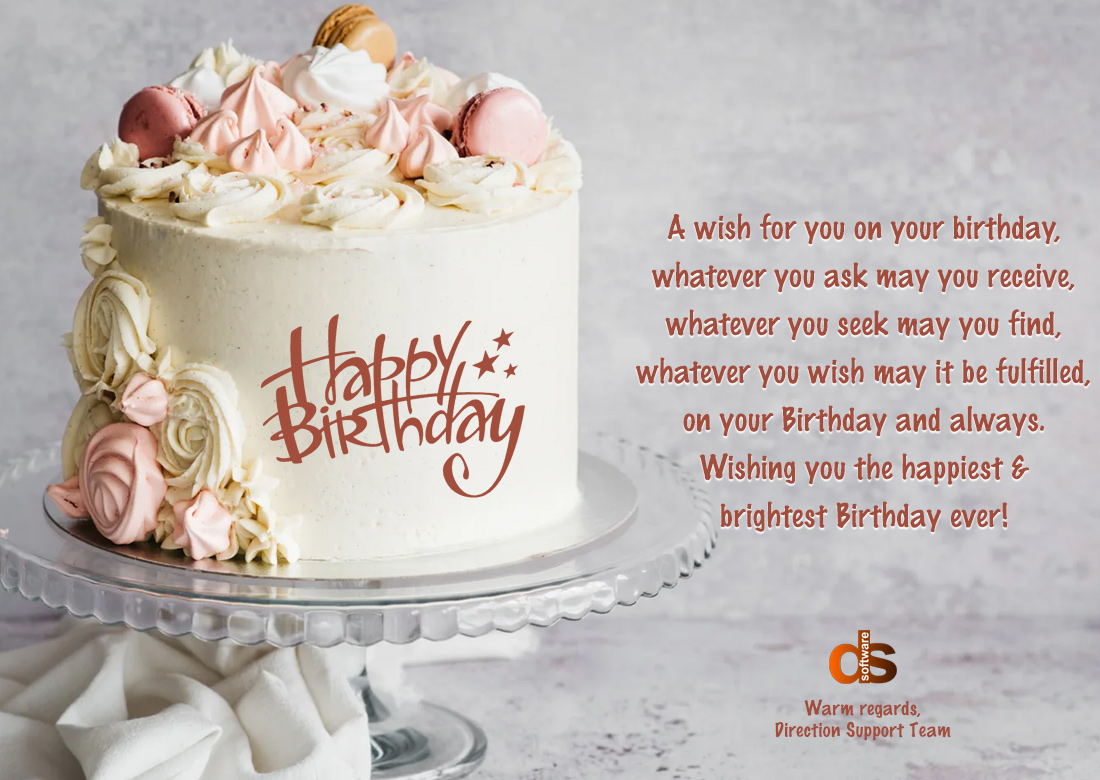 Happy
Birthday
A wish for you on your birthday,
whatever you ask may you receive,
whatever you seek may you find,
whatever you wish may it be fulfilled,
on your Birthday and always.
Wishing you the happiest &
brightest Birthday ever!
ds
software
Warm regards,
Direction Support Team